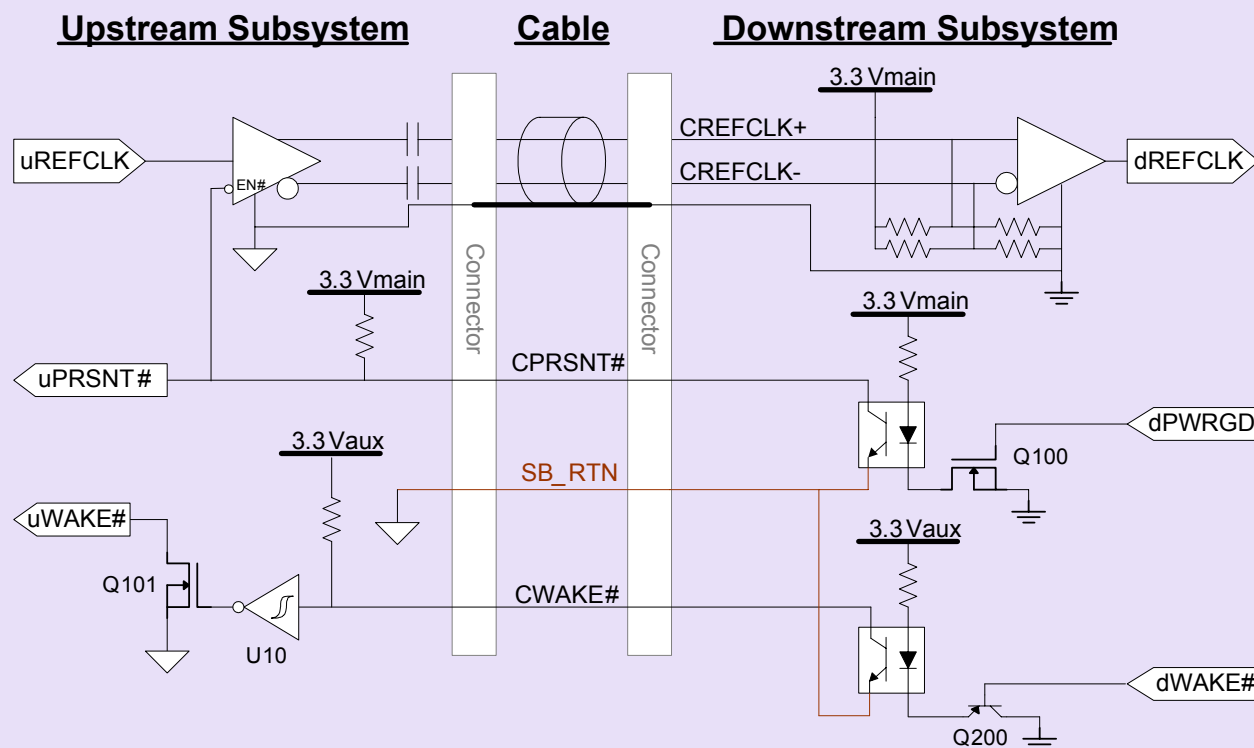 Upstream Subsystem
Cable
Downstream Subsystem
3.3 Vmain
CREFCLK+
uREFCLK
dREFCLK
CREFCLK-
EN#
Connector
Connector
3.3 Vmain
3.3 Vmain
CPRSNT#
uPRSNT#
dPWRGD
3.3 Vaux
Q100
SB_RTN
uWAKE#
3.3 Vaux
Q101
CWAKE#
U10
dWAKE#
Q200